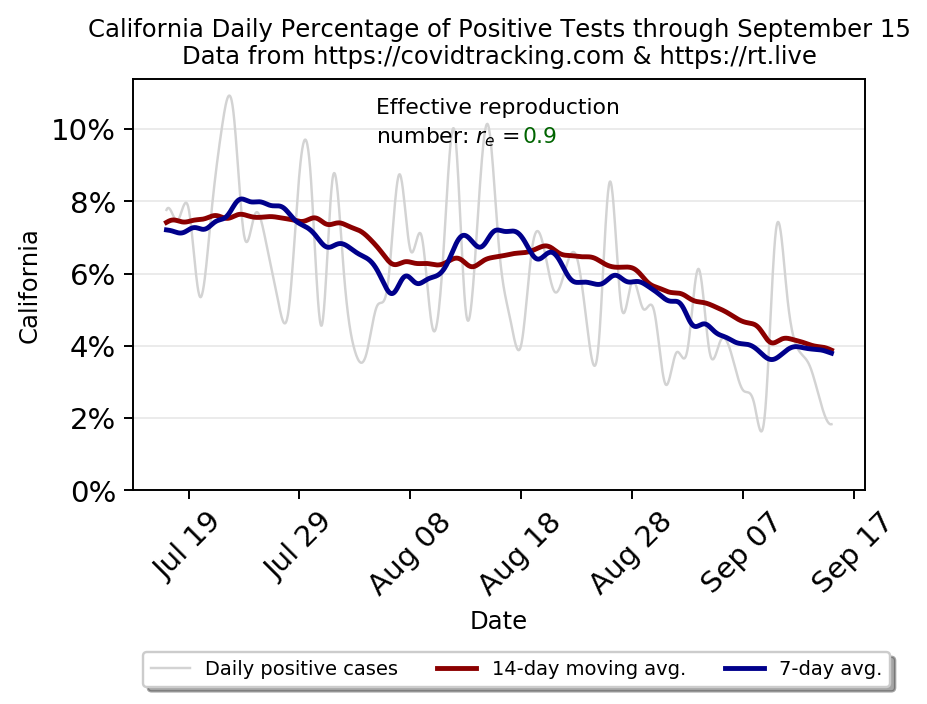 California Daily Percentage of Positive Tests through September 15
Data from https://covidtracking.com & https://rt.live
Effective reproduction
number: rₑ = 0.9
10%
8%
6%
4%
2%
0%
California
Jul 19
Jul 29
Aug 08
Aug 18
Aug 28
Sep 07
Sep 17
Date
Daily positive cases
14-day moving avg.
7-day avg.